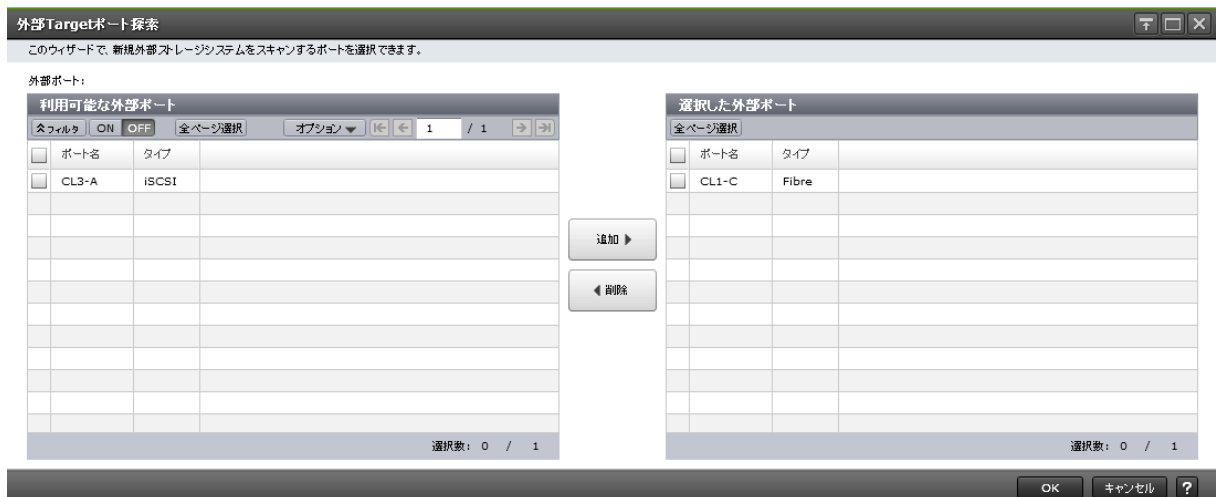 外部Targetポート探索
このウィザードで、新規外部ストレージシステムをスキャンするポートを選択できます。
外部ポート:
利用可能な外部ポート
フィルタ ON OFF 全ページ選択 オプション 1 / 1
ポート名 タイプ
CL3-A iSCSI
選択数: 0 / 1
追加
削除
選択した外部ポート
全ページ選択
ポート名 タイプ
CL1-C Fibre
選択数: 0 / 1
OK キャンセル ?